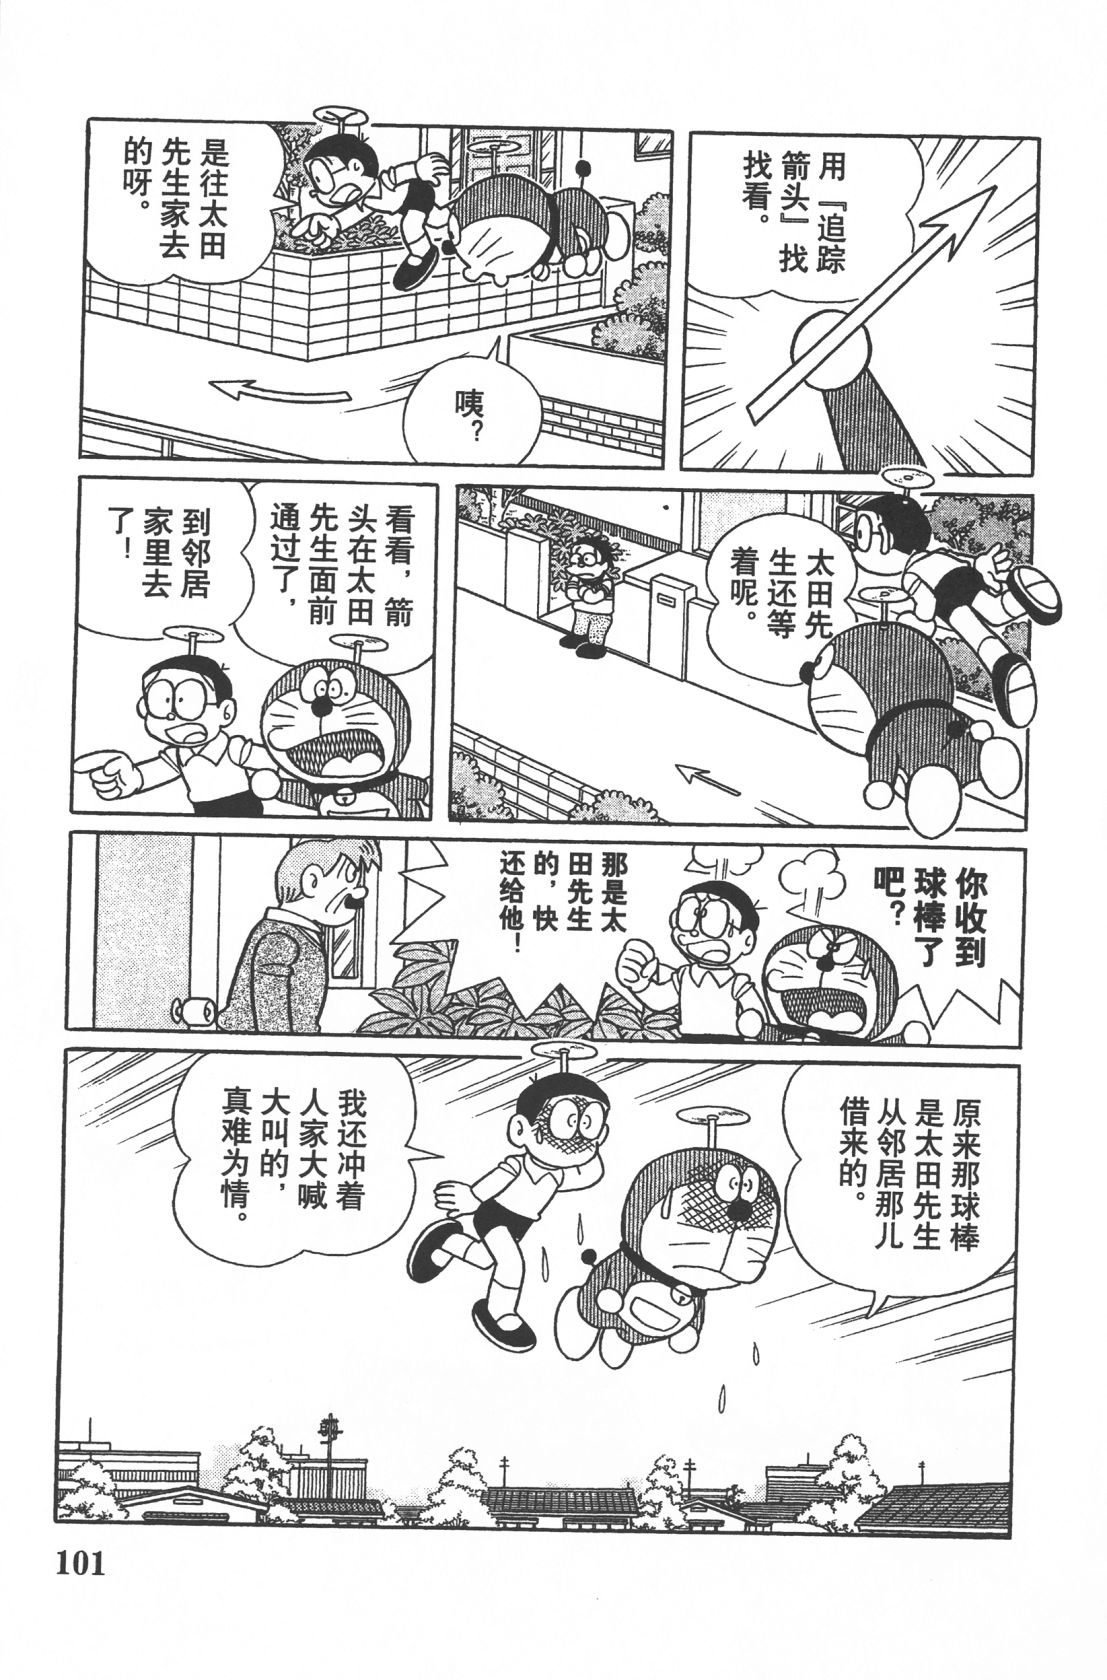 用『追踪
箭头』找
找看。
是往太田
先生家去
的呀。
咦？
太田先
生还等
着呢。
看看，箭
头在太田
先生面前
通过了，
到邻居
家里去
了！
你收到
球棒了
吧？
那是太
田先生
的，快
还给他！
原来那球棒
是太田先生
从邻居那儿
借来的。
我还冲着
人家大喊
大叫的，
真难为情。
101